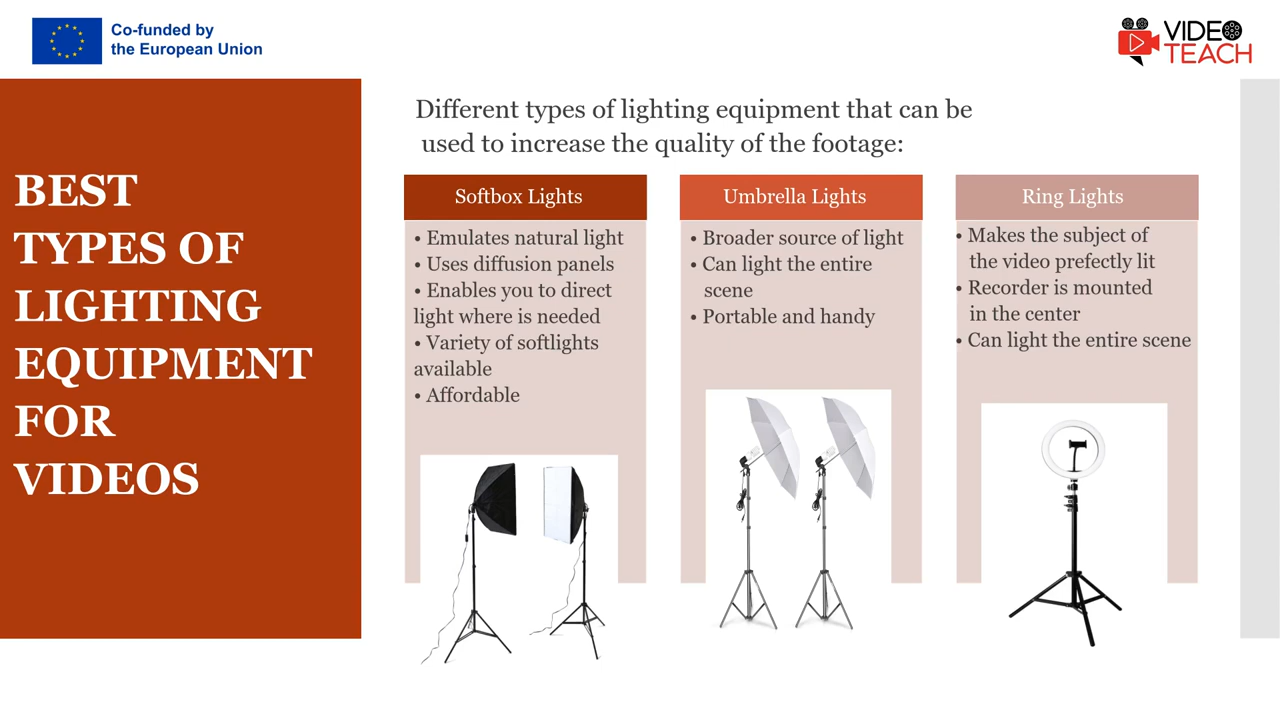 Co-funded by
the European Union
VIDEO
TEACH
BEST
TYPES OF
LIGHTING
EQUIPMENT
FOR
VIDEOS
Different types of lighting equipment that can be
used to increase the quality of the footage:
Softbox Lights
• Emulates natural light
• Uses diffusion panels
• Enables you to direct
light where is needed
• Variety of softlights
available
• Affordable
Umbrella Lights
• Broader source of light
• Can light the entire
scene
• Portable and handy
Ring Lights
• Makes the subject of
the video prefectly lit
• Recorder is mounted
in the center
• Can light the entire scene